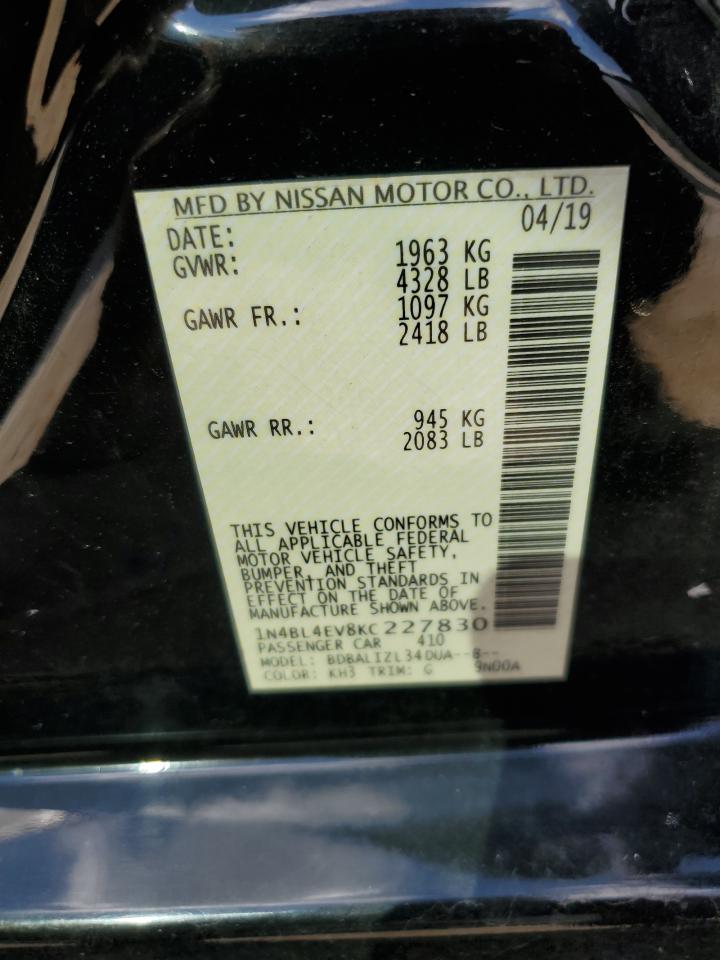 MFD BY NISSAN MOTOR CO., LTD.
DATE: 04/19
GVWR: 1963 KG
4328 LB
GAWR FR.: 1097 KG
2418 LB
GAWR RR.: 945 KG
2083 LB
THIS VEHICLE CONFORMS TO
ALL APPLICABLE FEDERAL
MOTOR VEHICLE SAFETY,
BUMPER, AND THEFT
PREVENTION STANDARDS IN
EFFECT ON THE DATE OF
MANUFACTURE SHOWN ABOVE.
1N4BL4EV8KC227830
PASSENGER CAR 410
MODEL: BDBALIZL34DUA--8--
COLOR: KH3 TRIM: G 9N00A